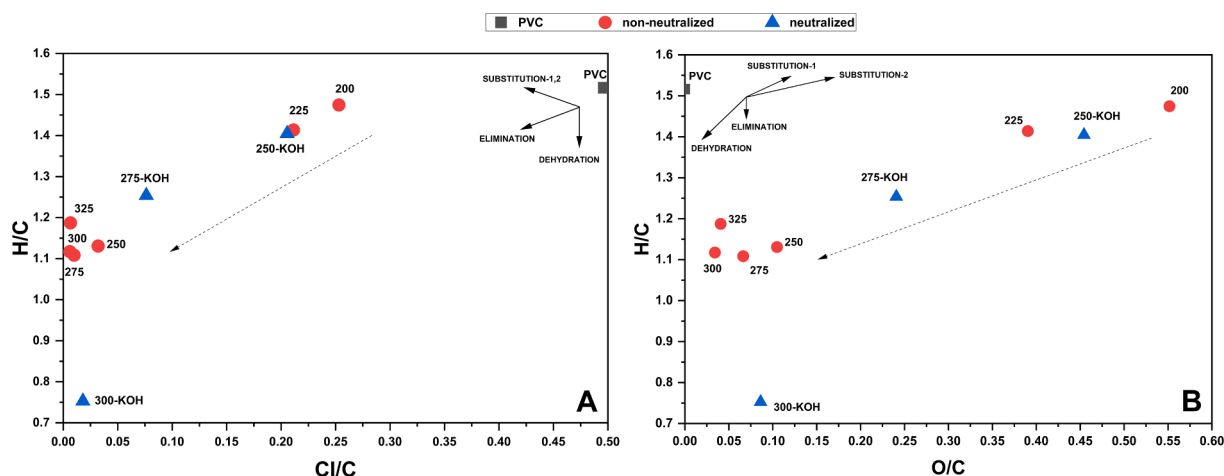 PVC non-neutralized neutralized
1.6
1.5
1.4
1.3
1.2
1.1
1.0
0.9
0.8
0.7
H/C
0.00 0.05 0.10 0.15 0.20 0.25 0.30 0.35 0.40 0.45 0.50
Cl/C
SUBSTITUTION-1,2
PVC
200
225
ELIMINATION
250-KOH
DEHYDRATION
275-KOH
325
300
250
275
300-KOH
A
1.6
1.5
1.4
1.3
1.2
1.1
1.0
0.9
0.8
0.7
H/C
0.00 0.05 0.10 0.15 0.20 0.25 0.30 0.35 0.40 0.45 0.50 0.55 0.60
O/C
SUBSTITUTION-1
PVC
SUBSTITUTION-2
200
225
250-KOH
ELIMINATION
DEHYDRATION
275-KOH
325
250
300
275
300-KOH
B